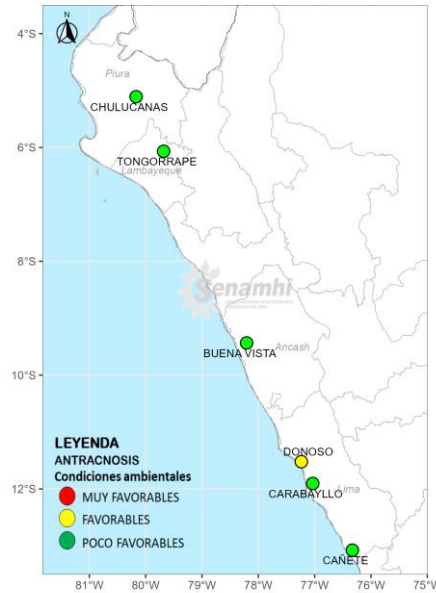 N
4°S
Piura
CHULUCANAS
6°S
TONGORRAPE
Lambayeque
8°S
Senamhi
BUENA VISTA
Ancash
10°S
LEYENDA
ANTRACNOSIS
Condiciones ambientales
MUY FAVORABLES
FAVORABLES
POCO FAVORABLES
DONOSO
12°S
CARABAYLLO
Lima
CAÑETE
81°W
80°W
79°W
78°W
77°W
76°W
75°W